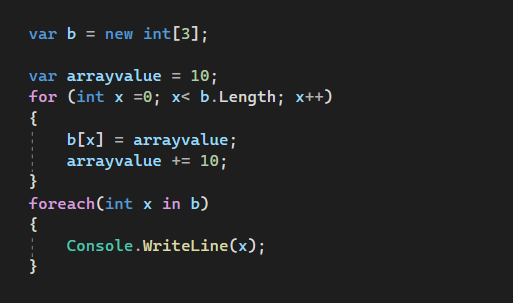 var b = new int[3];

var arrayvalue = 10;
for (int x =0; x< b.Length; x++)
{
    b[x] = arrayvalue;
    arrayvalue += 10;
}
foreach(int x in b)
{
    Console.WriteLine(x);
}